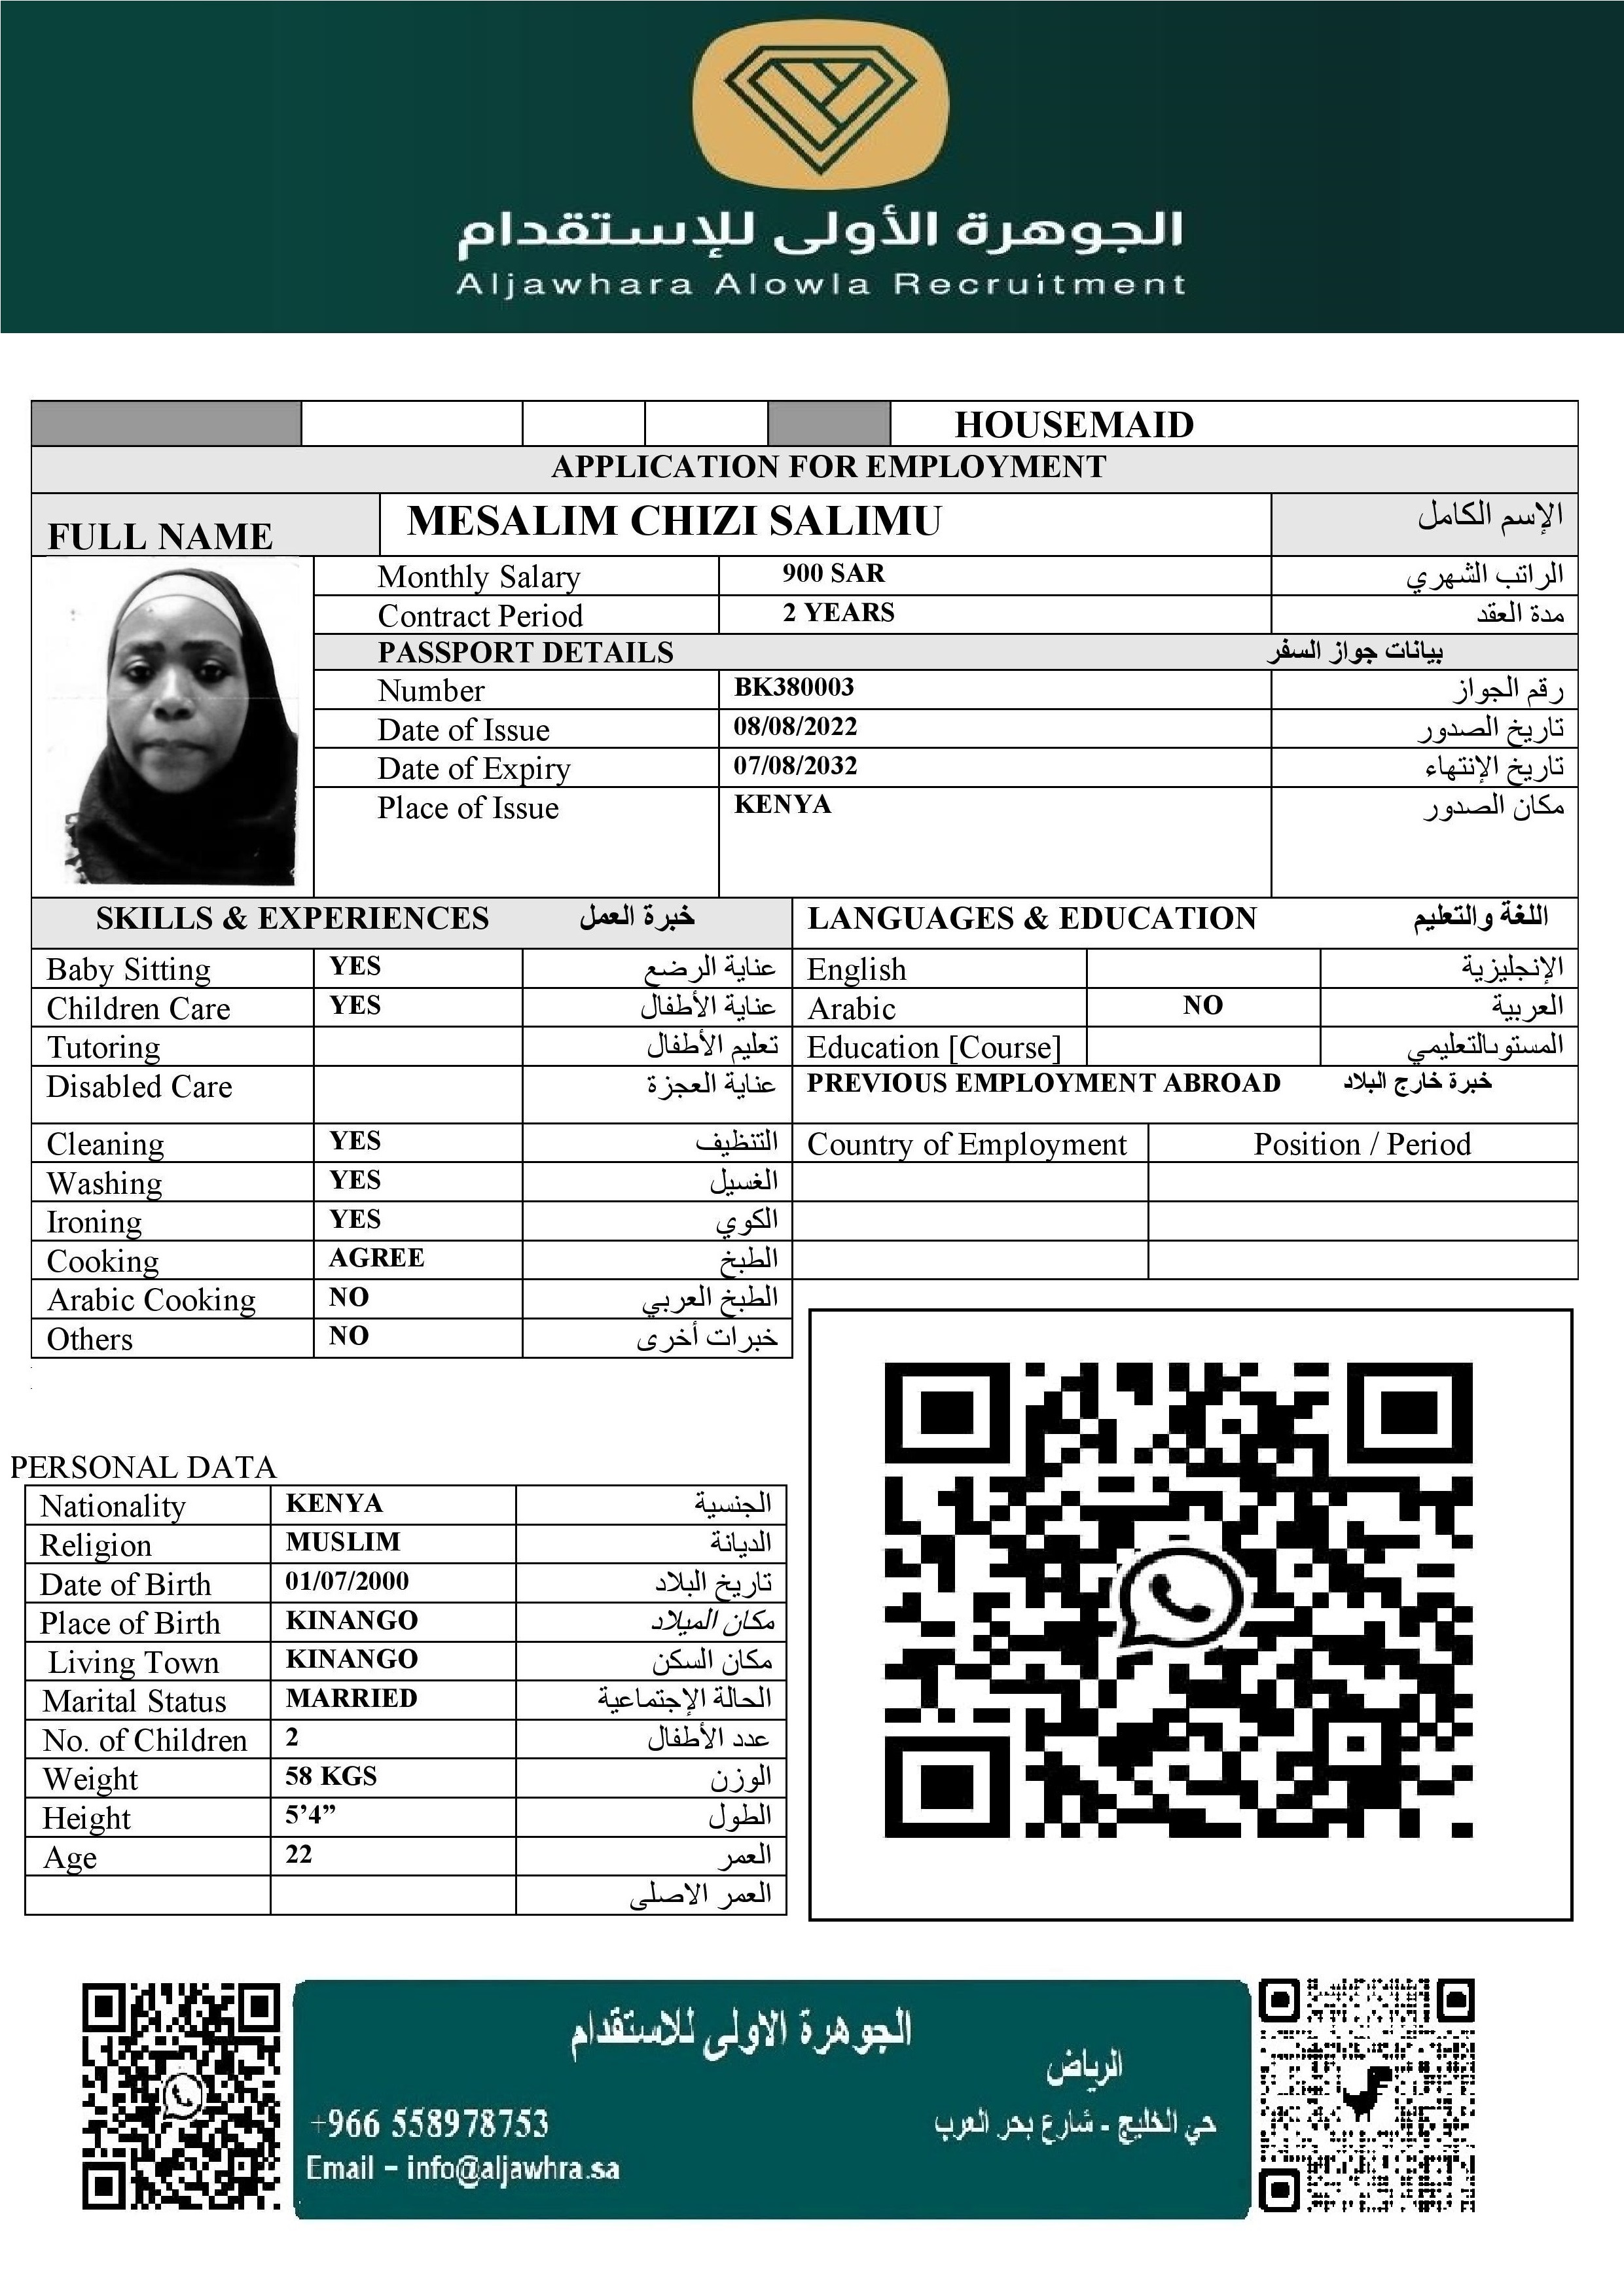 الجوهرة الأولى للإستقدام
Aljawhara Alowla Recruitment
HOUSEMAID
APPLICATION FOR EMPLOYMENT
FULL NAME MESALIM CHIZI SALIMU الإسم الكامل
Monthly Salary 900 SAR الراتب الشهري
Contract Period 2 YEARS مدة العقد
PASSPORT DETAILS بيانات جواز السفر
Number BK380003 رقم الجواز
Date of Issue 08/08/2022 تاريخ الصدور
Date of Expiry 07/08/2032 تاريخ الإنتهاء
Place of Issue KENYA مكان الصدور
SKILLS & EXPERIENCES خبرة العمل
Baby Sitting YES عناية الرضع
Children Care YES عناية الأطفال
Tutoring تعليم الأطفال
Disabled Care عناية العجزة
Cleaning YES التنظيف
Washing YES الغسيل
Ironing YES الكوي
Cooking AGREE الطبخ
Arabic Cooking NO الطبخ العربي
Others NO خبرات أخرى
LANGUAGES & EDUCATION اللغة والتعليم
English الإنجليزية
Arabic NO العربية
Education [Course] المستوىالتعليمي
PREVIOUS EMPLOYMENT ABROAD خبرة خارج البلاد
Country of Employment Position / Period
PERSONAL DATA
Nationality KENYA الجنسية
Religion MUSLIM الديانة
Date of Birth 01/07/2000 تاريخ البلاد
Place of Birth KINANGO مكان الميلاد
Living Town KINANGO مكان السكن
Marital Status MARRIED الحالة الإجتماعية
No. of Children 2 عدد الأطفال
Weight 58 KGS الوزن
Height 5’4” الطول
Age 22 العمر
العمر الاصلى
الجوهرة الاولى للاستقدام
الرياض
حي الخليج - شارع بحر العرب
+966 558978753
Email – info@aljawhra.sa